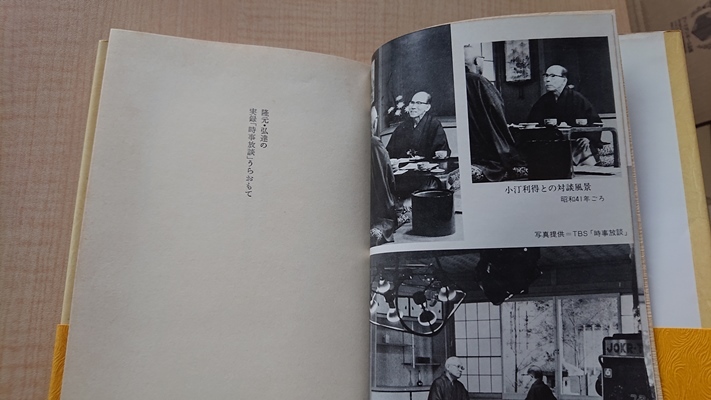 隆元・弘達の
実録「時事放談」うらおもて
小汀利得との対談風景
昭和41年ごろ
写真提供=TBS「時事放談」
JOKR